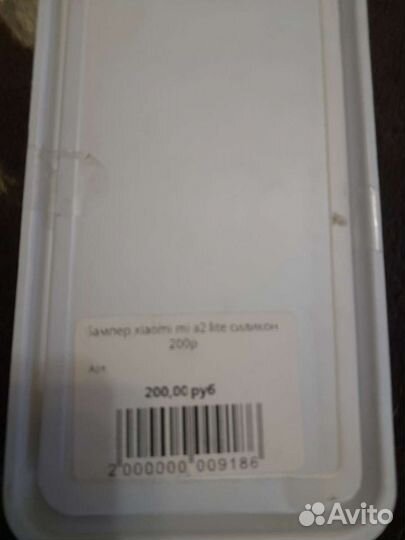 Бампер xiaomi mi a2 lite силикон
200р
Арт.
200,00 руб
2 000000 009186
Avito